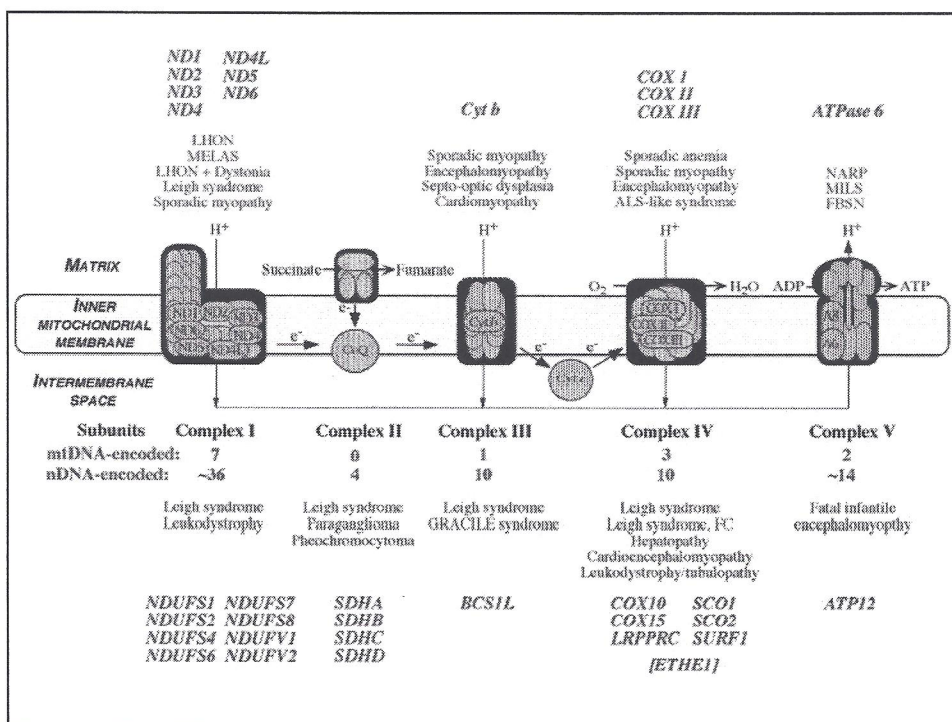 ND1 ND4L
ND2 ND5
ND3 ND6
ND4
LHON
MELAS
LHON + Dystonia
Leigh syndrome
Sporadic myopathy
H+
Cyt b
Sporadic myopathy
Encephalomyopathy
Septo-optic dysplasia
Cardiomyopathy
H+
COX I
COX II
COX III
Sporadic anemia
Sporadic myopathy
Encephalomyopathy
ALS-like syndrome
H+
ATPase 6
NARP
MILS
FBSN
H+
MATRIX
Succinate Fumarate
O2 H2O ADP ATP
INNER
MITOCHONDRIAL
MEMBRANE
e-
e- e-
CoQ
Cyt b
e- e-
Cyt c
INTERMEMBRANE
SPACE
Subunits Complex I Complex II Complex III Complex IV Complex V
mtDNA-encoded: 7 0 1 3 2
nDNA-encoded: ~36 4 10 10 ~14
Leigh syndrome
Leukodystrophy
Leigh syndrome
Paraganglioma
Pheochromocytoma
Leigh syndrome
GRACILE syndrome
Leigh syndrome
Leigh syndrome, FC
Hepatopathy
Cardioencephalomyopathy
Leukodystrophy/tubulopathy
Fatal infantile
encephalomyopthy
NDUFS1 NDUFS7
NDUFS2 NDUFS8
NDUFS4 NDUFV1
NDUFS6 NDUFV2
SDHA
SDHB
SDHC
SDHD
BCS1L
COX10 SCO1
COX15 SCO2
LRPPRC SURF1
[ETHE1]
ATP12